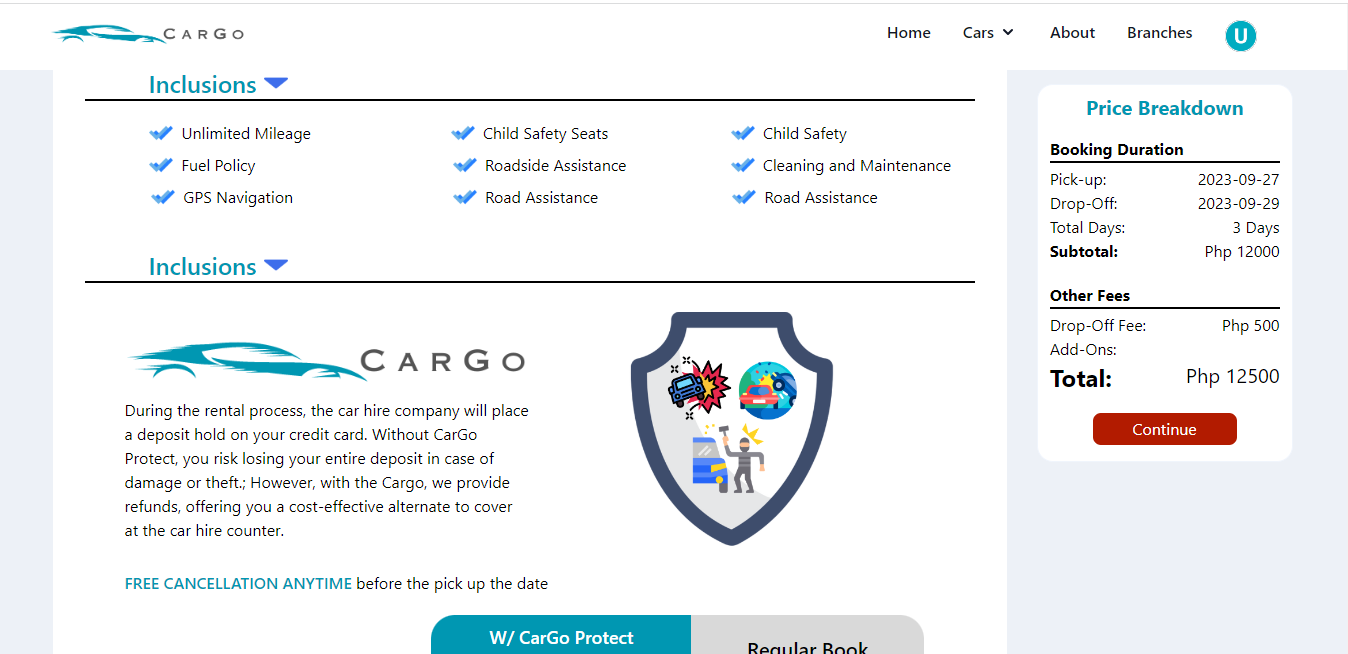 CarGo
Home
Cars
About
Branches
U
Inclusions
Unlimited Mileage
Child Safety Seats
Child Safety
Fuel Policy
Roadside Assistance
Cleaning and Maintenance
GPS Navigation
Road Assistance
Road Assistance
Inclusions
CarGo
During the rental process, the car hire company will place
a deposit hold on your credit card. Without CarGo
Protect, you risk losing your entire deposit in case of
damage or theft.; However, with the Cargo, we provide
refunds, offering you a cost-effective alternate to cover
at the car hire counter.
FREE CANCELLATION ANYTIME before the pick up the date
W/ CarGo Protect
Regular Book
Price Breakdown
Booking Duration
Pick-up: 2023-09-27
Drop-Off: 2023-09-29
Total Days: 3 Days
Subtotal: Php 12000
Other Fees
Drop-Off Fee: Php 500
Add-Ons:
Total: Php 12500
Continue